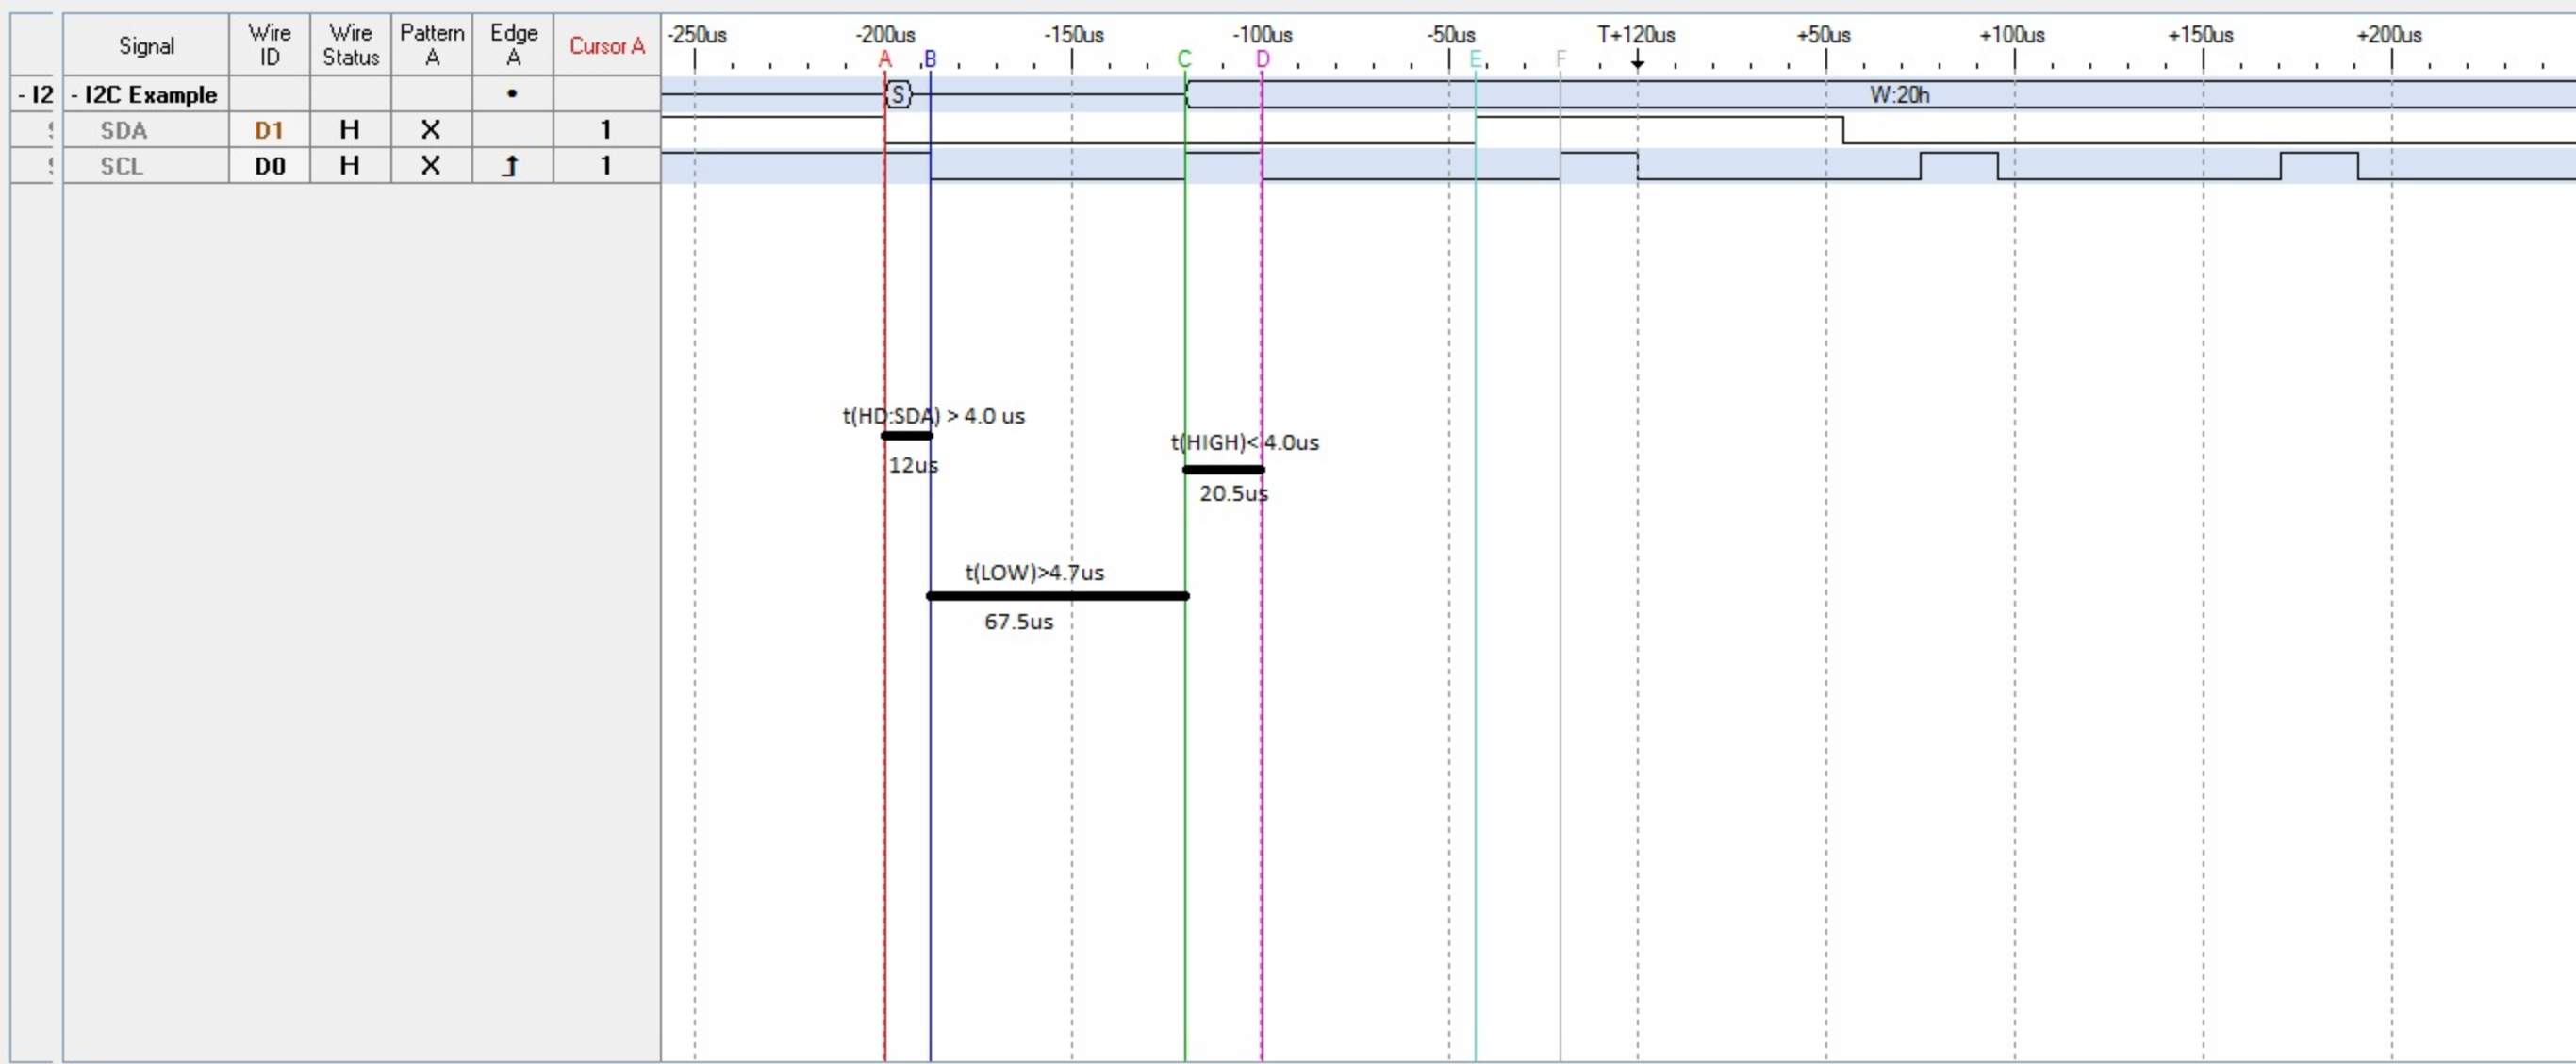 Signal Wire ID Wire Status Pattern A Edge A Cursor A
-250us -200us -150us -100us -50us T+120us +50us +100us +150us +200us
A B C D E F
- I2 - I2C Example • S W:20h
SDA D1 H X 1
SCL D0 H X 1
t(HD:SDA) > 4.0 us
12us
t(HIGH)<4.0us
20.5us
t(LOW)>4.7us
67.5us